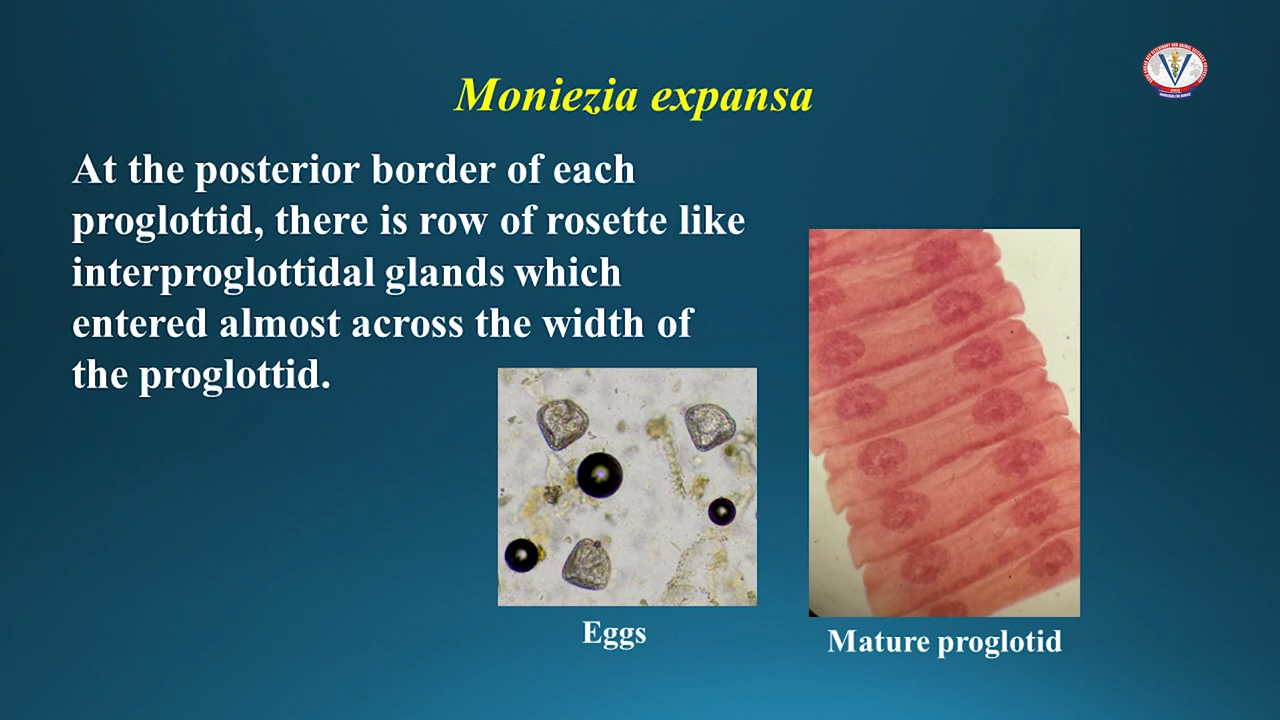 Moniezia expansa
At the posterior border of each
proglottid, there is row of rosette like
interproglottidal glands which
entered almost across the width of
the proglottid.
Eggs
Mature proglotid